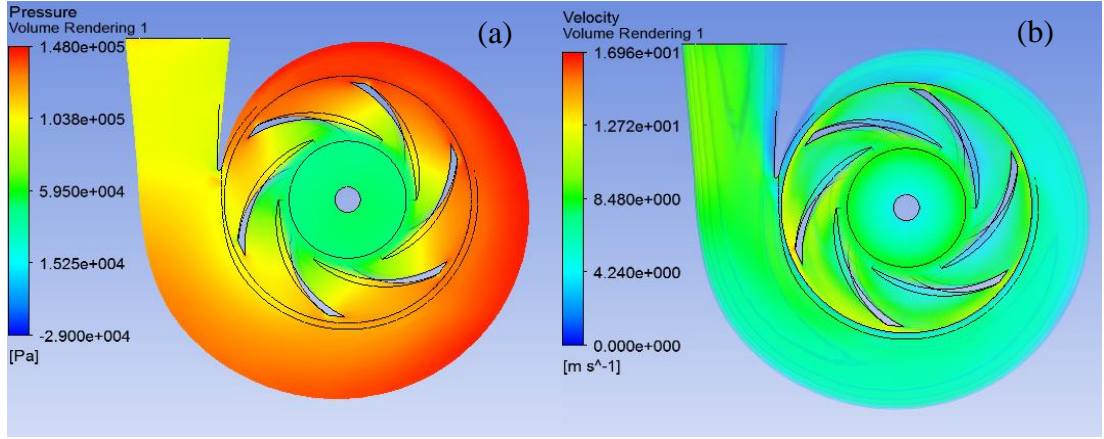 Pressure
Volume Rendering 1
1.480e+005
1.038e+005
5.950e+004
1.525e+004
-2.900e+004
[Pa]
(a)
Velocity
Volume Rendering 1
1.696e+001
1.272e+001
8.480e+000
4.240e+000
0.000e+000
[m s^-1]
(b)